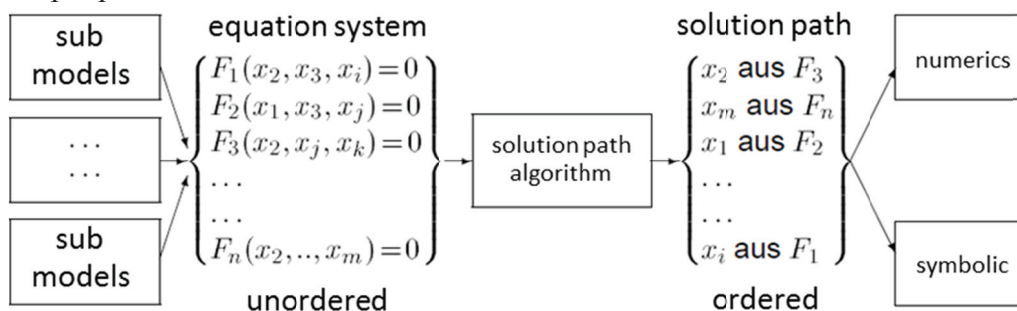 sub
models
. . .
. . .
sub
models
equation system
F₁(x₂, x₃, xᵢ)=0
F₂(x₁, x₃, xⱼ)=0
F₃(x₂, xⱼ, xₖ)=0
. . .
. . .
Fₙ(x₂,..,xₘ)=0
unordered
solution path
algorithm
solution path
x₂ aus F₃
xₘ aus Fₙ
x₁ aus F₂
. . .
. . .
xᵢ aus F₁
ordered
numerics
symbolic